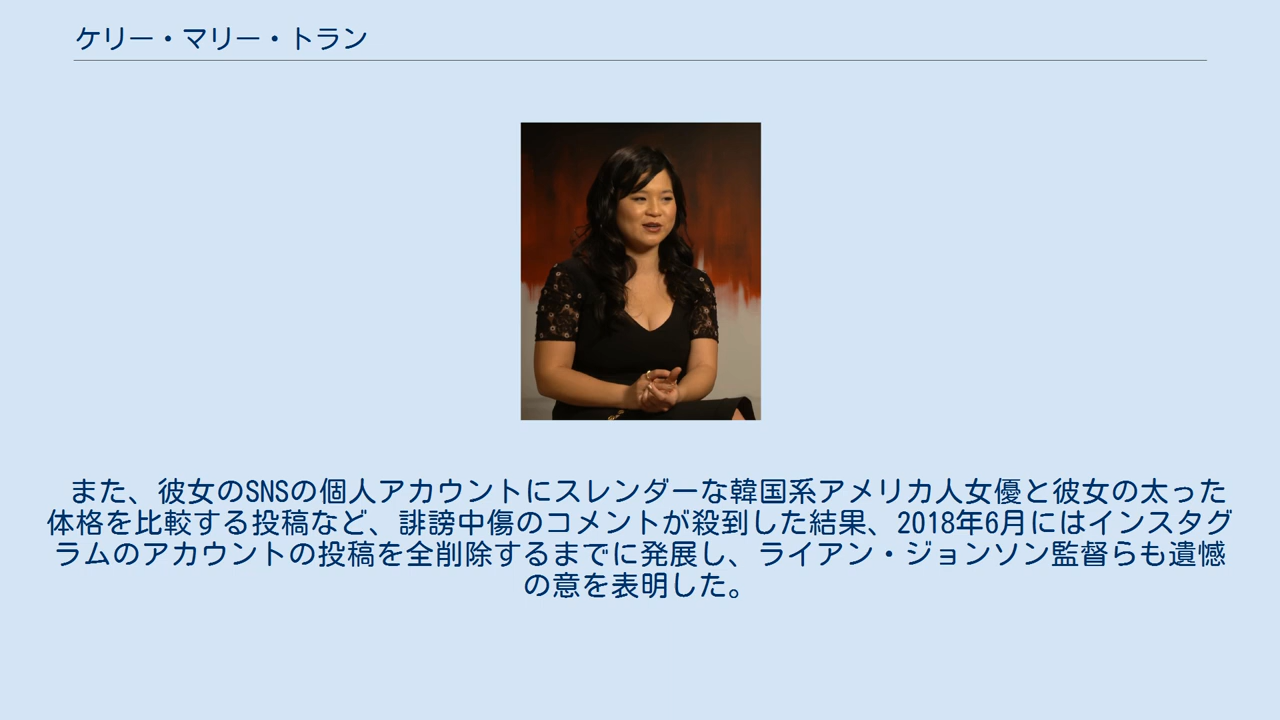 ケリー・マリー・トラン
また、彼女のSNSの個人アカウントにスレンダーな韓国系アメリカ人女優と彼女の太った
体格を比較する投稿など、誹謗中傷のコメントが殺到した結果、2018年6月にはインスタグ
ラムのアカウントの投稿を全削除するまでに発展し、ライアン・ジョンソン監督らも遺憾
の意を表明した。